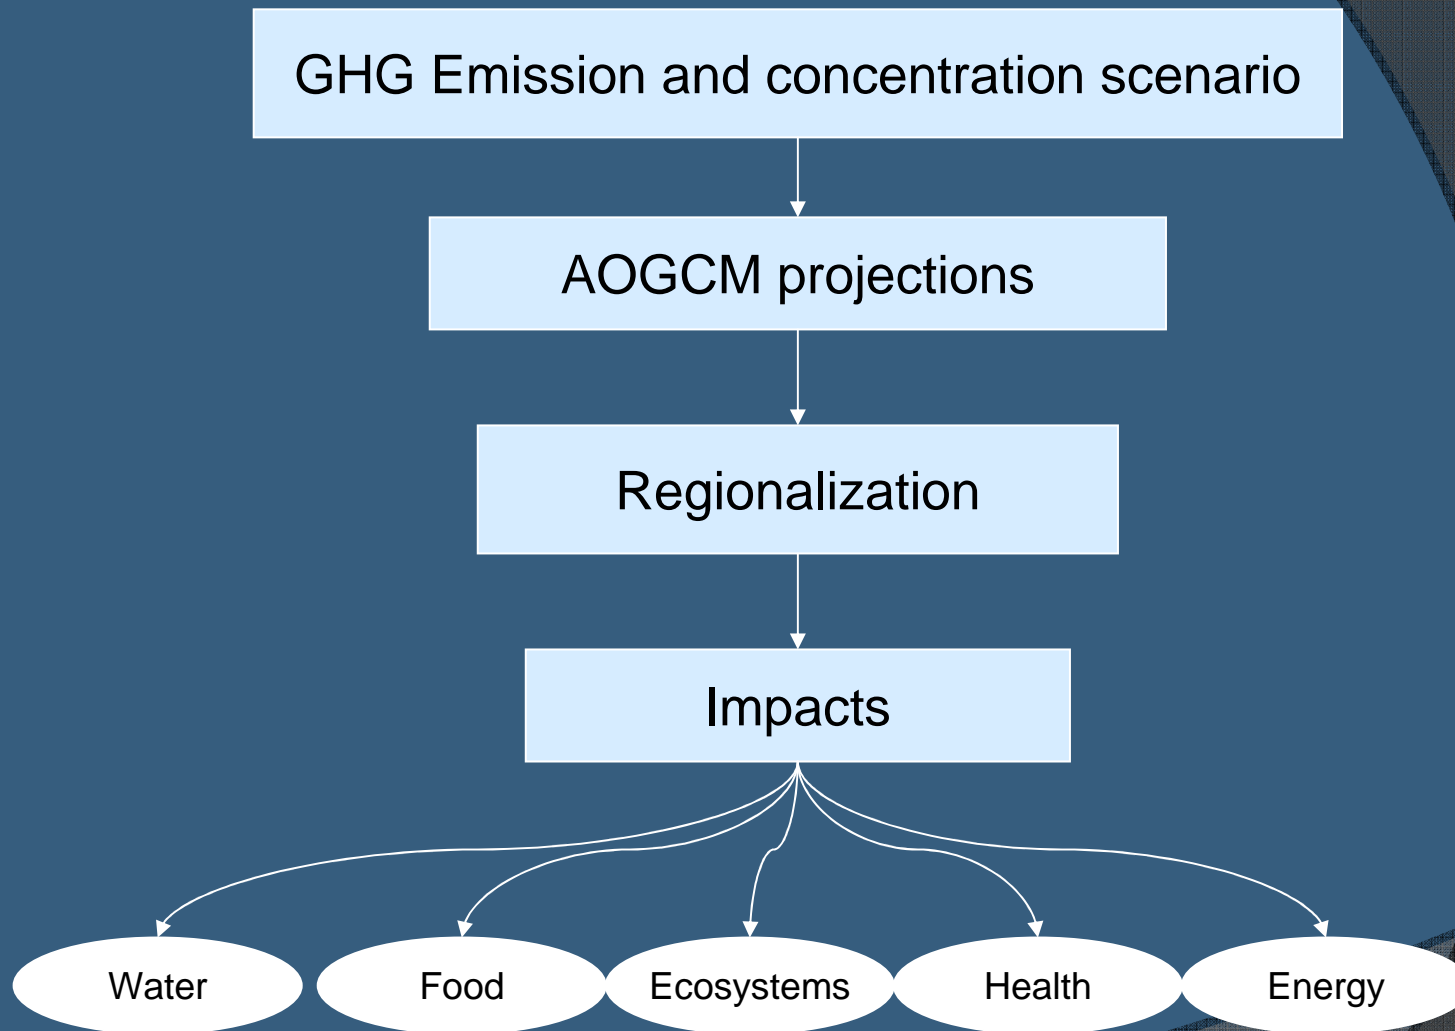 GHG Emission and concentration scenario
AOGCM projections
Regionalization
Impacts
Water
Food
Ecosystems
Health
Energy